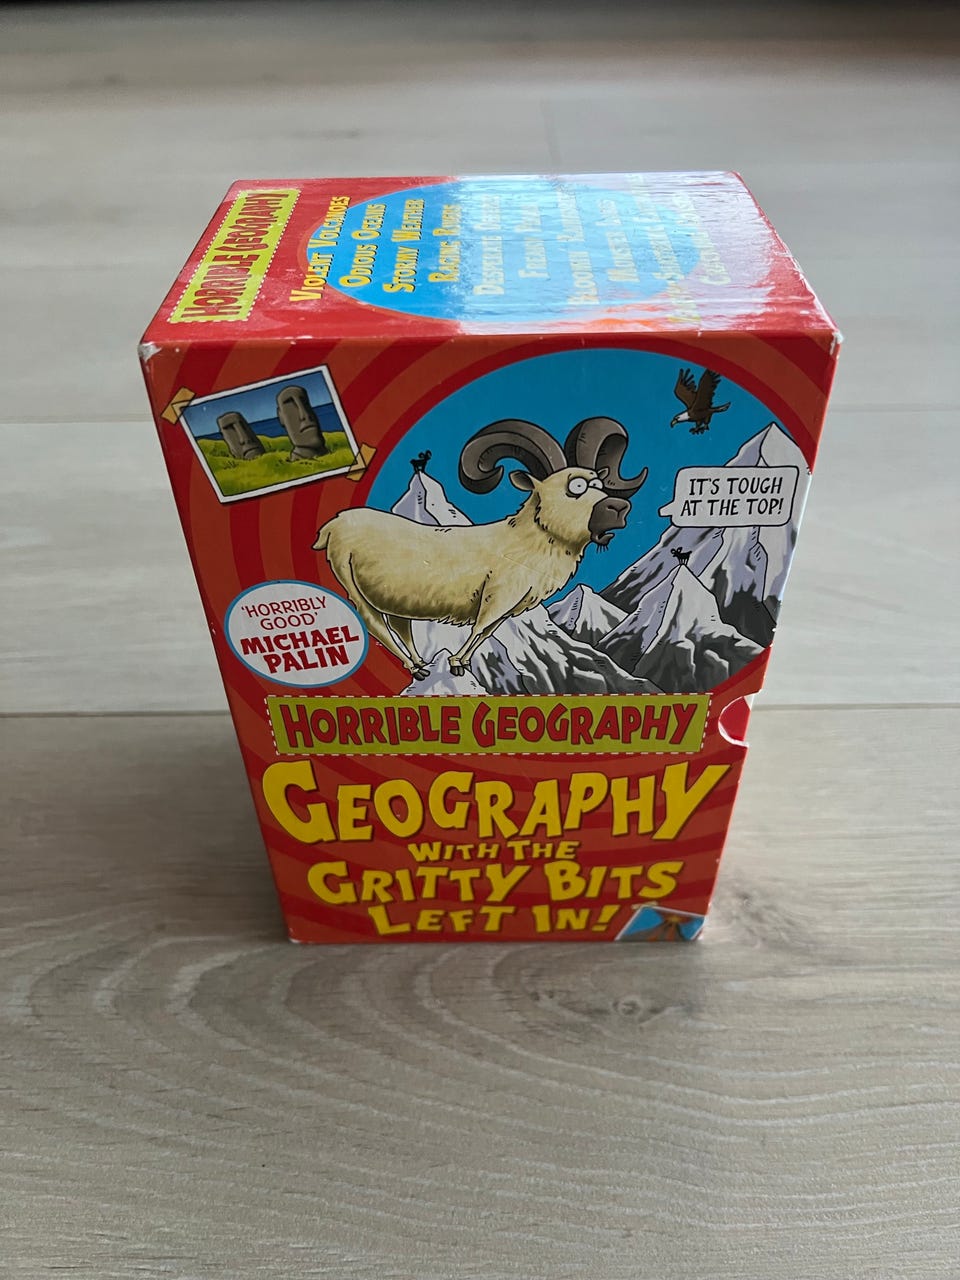 HORRIBLE GEOGRAPHY
VIOLENT VOLCANOES
ODIOUS OCEANS
STORMY WEATHER
RAGING RIVERS
DESPERATE DESERTS
IT'S TOUGH
AT THE TOP!
'HORRIBLY
GOOD'
MICHAEL
PALIN
HORRIBLE GEOGRAPHY
GEOGRAPHY
WITH THE
GRITTY BITS
LEFT IN!